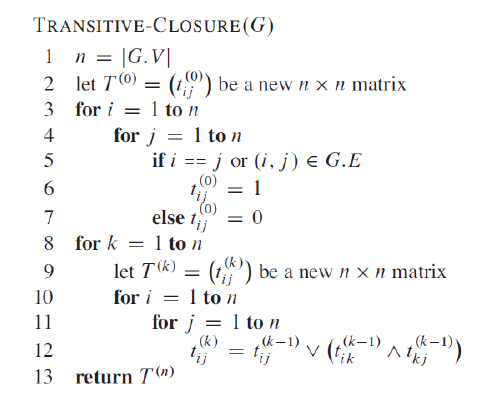 TRANSITIVE-CLOSURE(G)
1 n = |G.V|
2 let T^(0) = (t_ij^(0)) be a new n × n matrix
3 for i = 1 to n
4 for j = 1 to n
5 if i == j or (i, j) ∈ G.E
6 t_ij^(0) = 1
7 else t_ij^(0) = 0
8 for k = 1 to n
9 let T^(k) = (t_ij^(k)) be a new n × n matrix
10 for i = 1 to n
11 for j = 1 to n
12 t_ij^(k) = t_ij^(k−1) ∨ (t_ik^(k−1) ∧ t_kj^(k−1))
13 return T^(n)